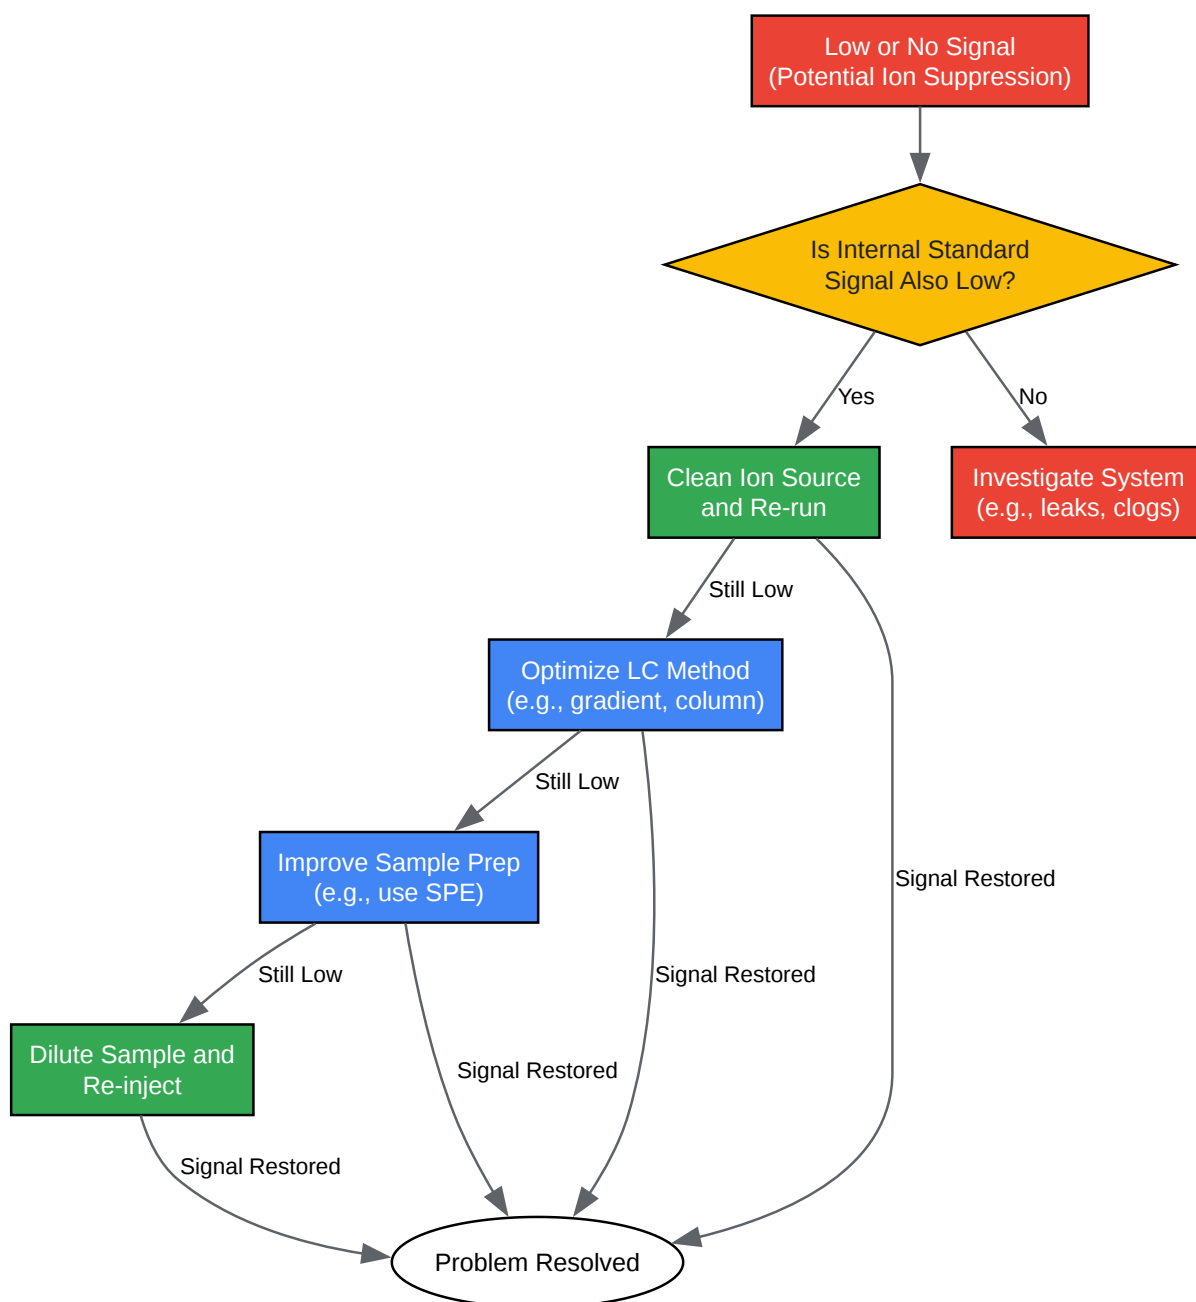 Low or No Signal
(Potential Ion Suppression)
Is Internal Standard
Signal Also Low?
Yes
No
Clean Ion Source
and Re-run
Investigate System
(e.g., leaks, clogs)
Still Low
Optimize LC Method
(e.g., gradient, column)
Still Low
Improve Sample Prep
(e.g., use SPE)
Signal Restored
Still Low
Signal Restored
Dilute Sample and
Re-inject
Signal Restored
Signal Restored
Problem Resolved